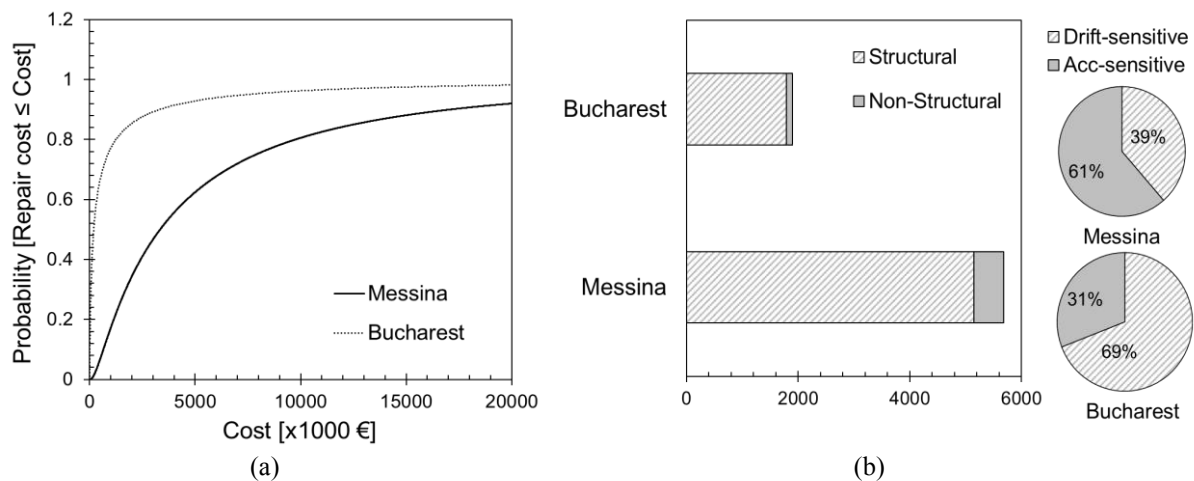 Probability [Repair cost ≤ Cost]
1.2
1
0.8
0.6
0.4
0.2
0
Messina
Bucharest
0 5000 10000 15000 20000
Cost [x1000 €]
(a)
Structural
Non-Structural
Bucharest
Messina
0 2000 4000 6000
Drift-sensitive
Acc-sensitive
39%
61%
Messina
31%
69%
Bucharest
(b)